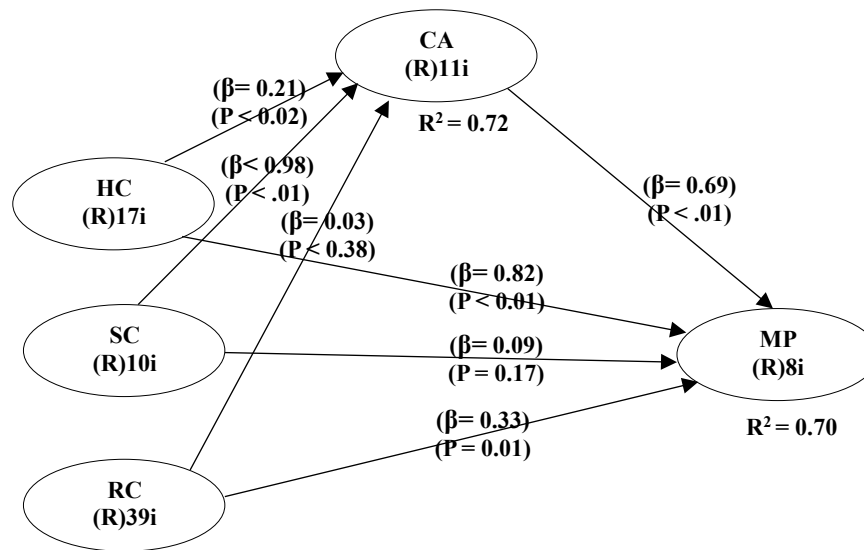 CA
(R)11i
R² = 0.72
(β= 0.21)
(P < 0.02)
(β< 0.98)
(P < .01)
HC
(R)17i
(β= 0.03)
(P < 0.38)
(β= 0.69)
(P < .01)
(β= 0.82)
(P < 0.01)
SC
(R)10i
(β= 0.09)
(P = 0.17)
MP
(R)8i
R² = 0.70
(β= 0.33)
(P = 0.01)
RC
(R)39i